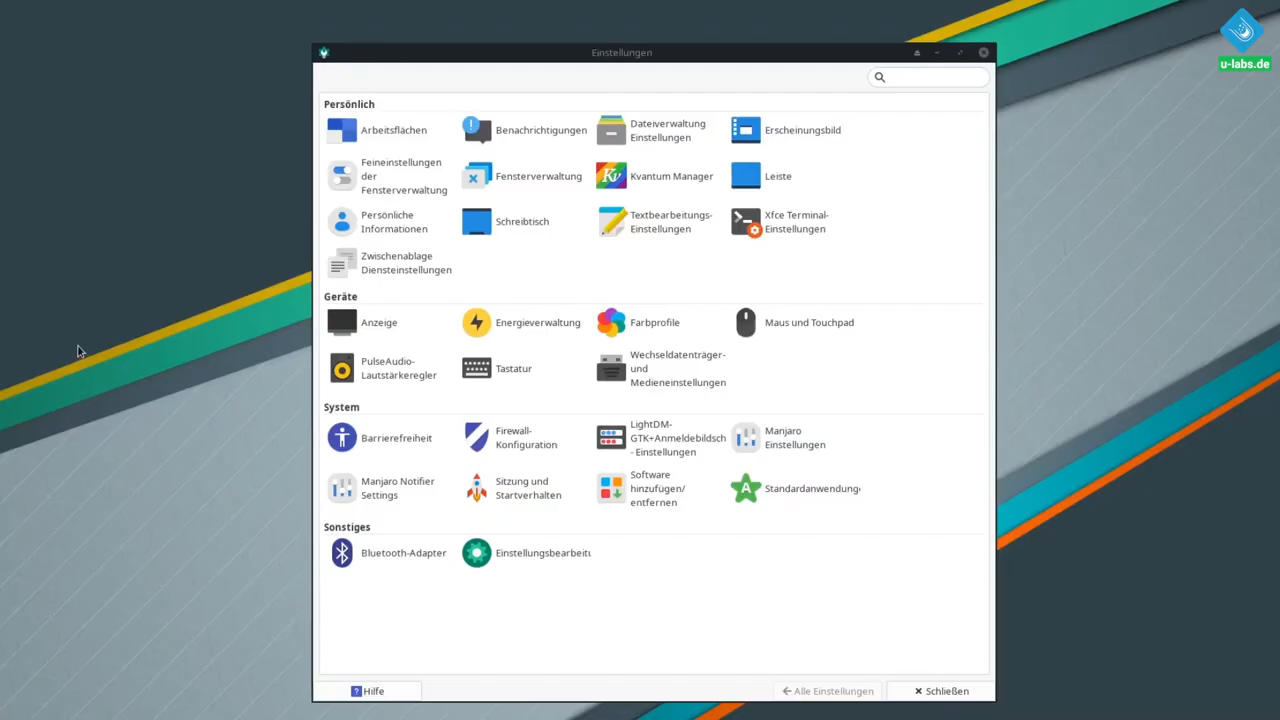 Einstellungen
u-labs.de
Persönlich
Arbeitsflächen
Benachrichtigungen
Dateiverwaltung
Einstellungen
Erscheinungsbild
Feineinstellungen
der
Fensterverwaltung
Fensterverwaltung
Kv
Kvantum Manager
Leiste
Persönliche
Informationen
Schreibtisch
Textbearbeitungs-
Einstellungen
Xfce Terminal-
Einstellungen
Zwischenablage
Diensteinstellungen
Geräte
Anzeige
Energieverwaltung
Farbprofile
Maus und Touchpad
PulseAudio-
Lautstärkeregler
Tastatur
Wechseldatenträger-
und
Medieneinstellungen
System
Barrierefreiheit
Firewall-
Konfiguration
LightDM-
GTK+Anmeldebildsch
- Einstellungen
Manjaro
Einstellungen
Manjaro Notifier
Settings
Sitzung und
Startverhalten
Software
hinzufügen/
entfernen
Standardanwendung
Sonstiges
Bluetooth-Adapter
Einstellungsbearbeitu
? Hilfe
Alle Einstellungen
Schließen